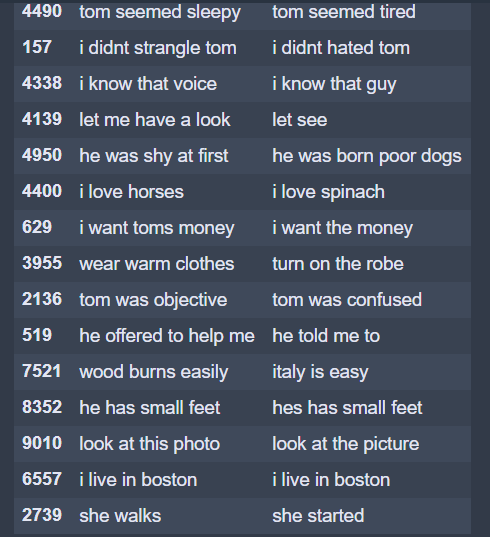 4490 tom seemed sleepy tom seemed tired
157 i didnt strangle tom i didnt hated tom
4338 i know that voice i know that guy
4139 let me have a look let see
4950 he was shy at first he was born poor dogs
4400 i love horses i love spinach
629 i want toms money i want the money
3955 wear warm clothes turn on the robe
2136 tom was objective tom was confused
519 he offered to help me he told me to
7521 wood burns easily italy is easy
8352 he has small feet hes has small feet
9010 look at this photo look at the picture
6557 i live in boston i live in boston
2739 she walks she started